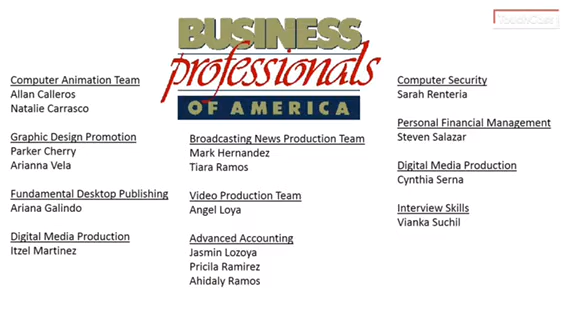 TouchCast
BUSINESS
professionals
OF AMERICA
Computer Animation Team
Allan Calleros
Natalie Carrasco
Graphic Design Promotion
Parker Cherry
Arianna Vela
Fundamental Desktop Publishing
Ariana Galindo
Digital Media Production
Itzel Martinez
Broadcasting News Production Team
Mark Hernandez
Tiara Ramos
Video Production Team
Angel Loya
Advanced Accounting
Jasmin Lozoya
Pricila Ramirez
Ahidaly Ramos
Computer Security
Sarah Renteria
Personal Financial Management
Steven Salazar
Digital Media Production
Cynthia Serna
Interview Skills
Vianka Suchil